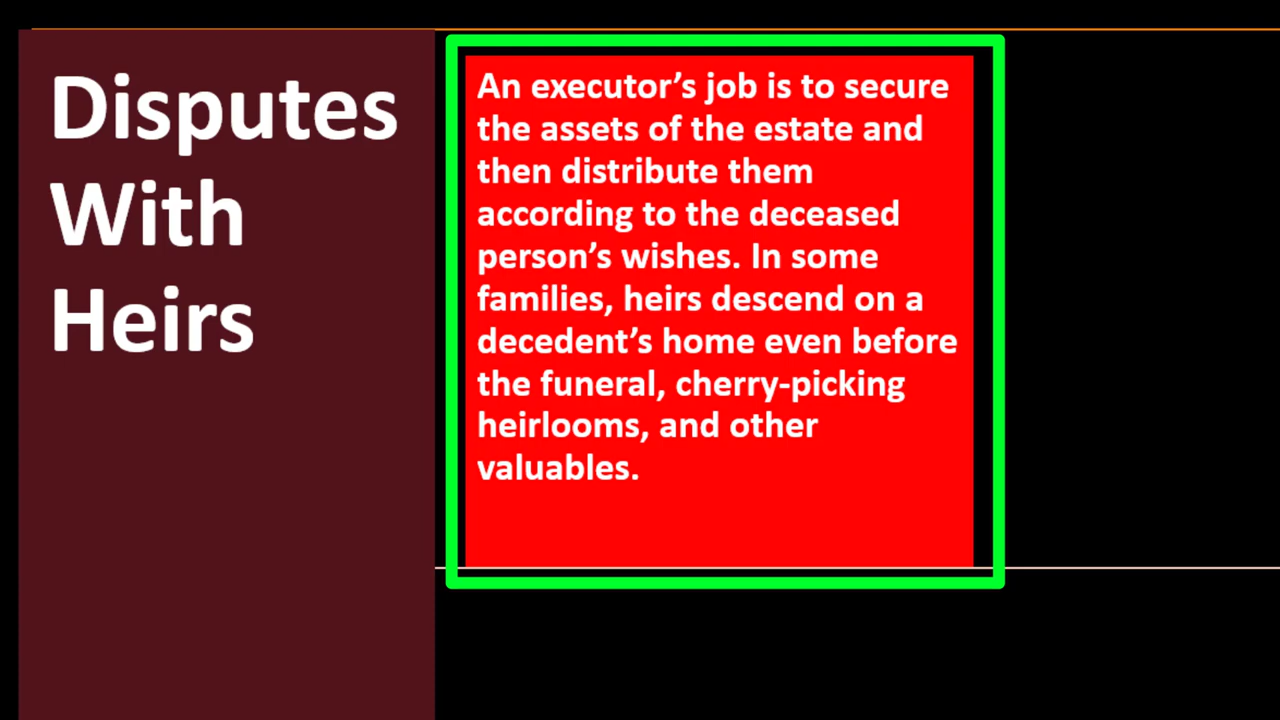 Disputes
With
Heirs
An executor’s job is to secure
the assets of the estate and
then distribute them
according to the deceased
person’s wishes. In some
families, heirs descend on a
decedent’s home even before
the funeral, cherry-picking
heirlooms, and other
valuables.